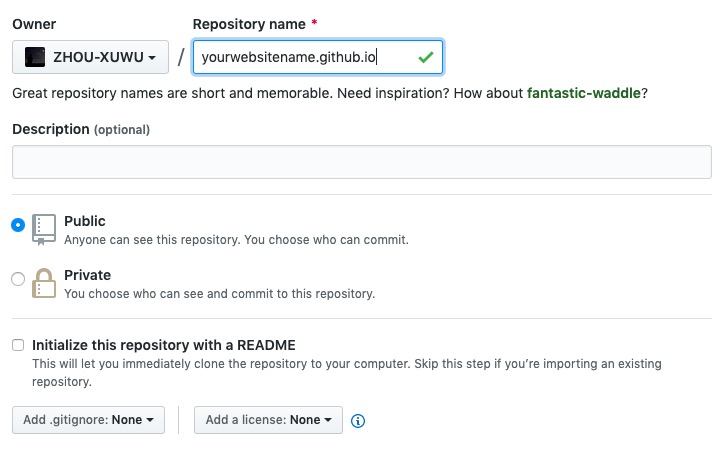 Owner
Repository name *
ZHOU-XUWU / yourwebsitename.github.io
Great repository names are short and memorable. Need inspiration? How about fantastic-waddle?
Description (optional)
Public
Anyone can see this repository. You choose who can commit.
Private
You choose who can see and commit to this repository.
Initialize this repository with a README
This will let you immediately clone the repository to your computer. Skip this step if you’re importing an existing
repository.
Add .gitignore: None
Add a license: None